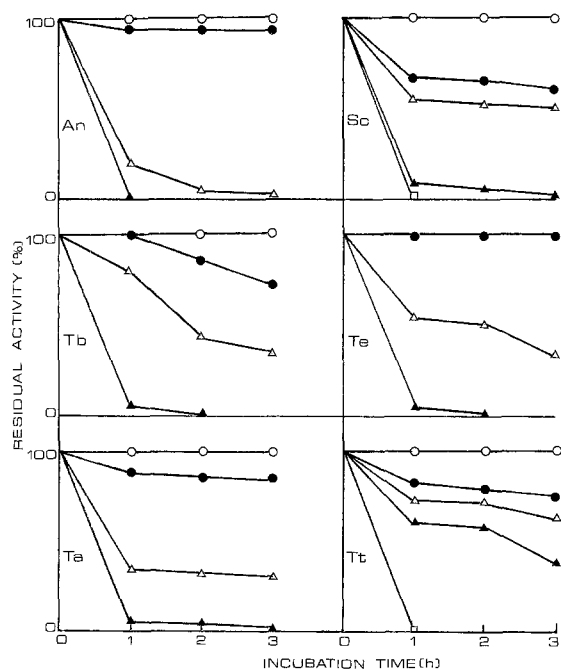 100
An
0
Sc
100
Tb
0
Te
100
Ta
0
Tt
0 1 2 3 0 1 2 3
RESIDUAL ACTIVITY (%)
INCUBATION TIME (h)